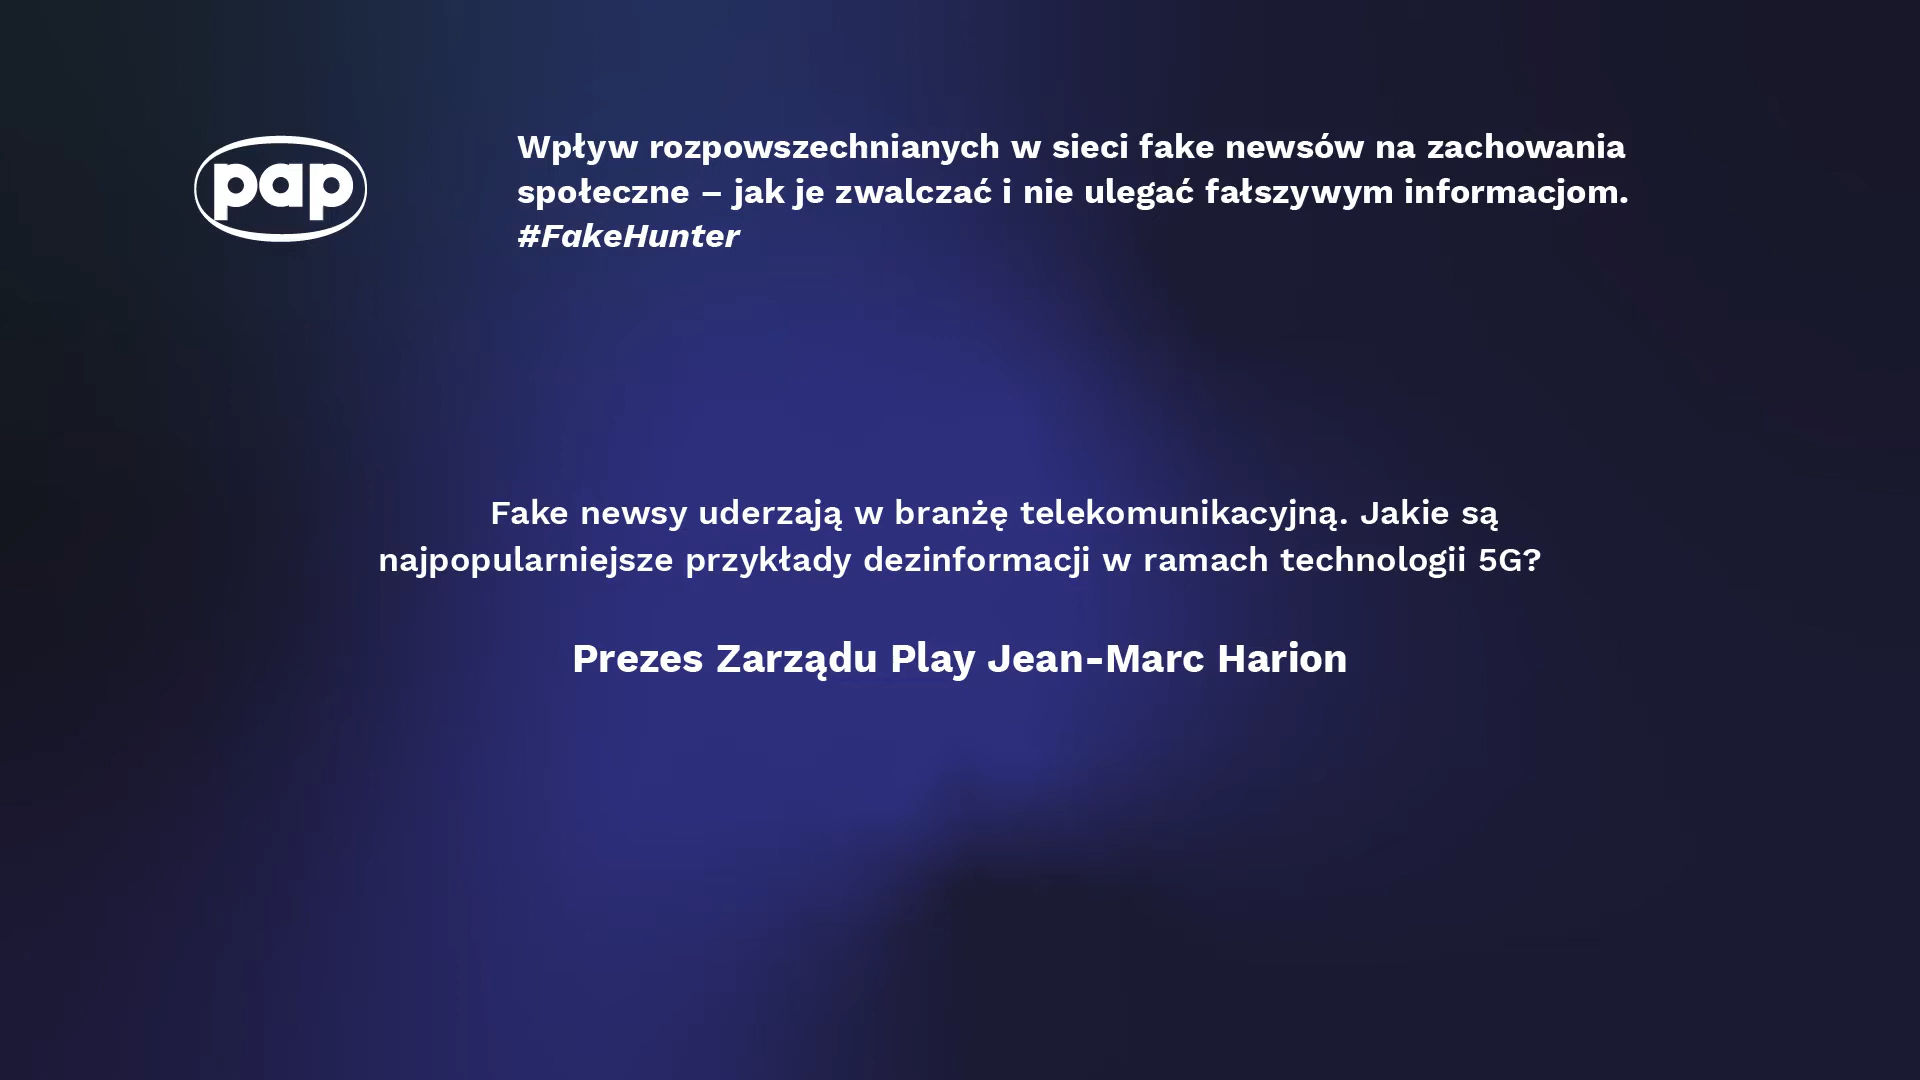 pap
Wpływ rozpowszechnianych w sieci fake newsów na zachowania
społeczne – jak je zwalczać i nie ulegać fałszywym informacjom.
#FakeHunter
Fake newsy uderzają w branżę telekomunikacyjną. Jakie są
najpopularniejsze przykłady dezinformacji w ramach technologii 5G?
Prezes Zarządu Play Jean-Marc Harion